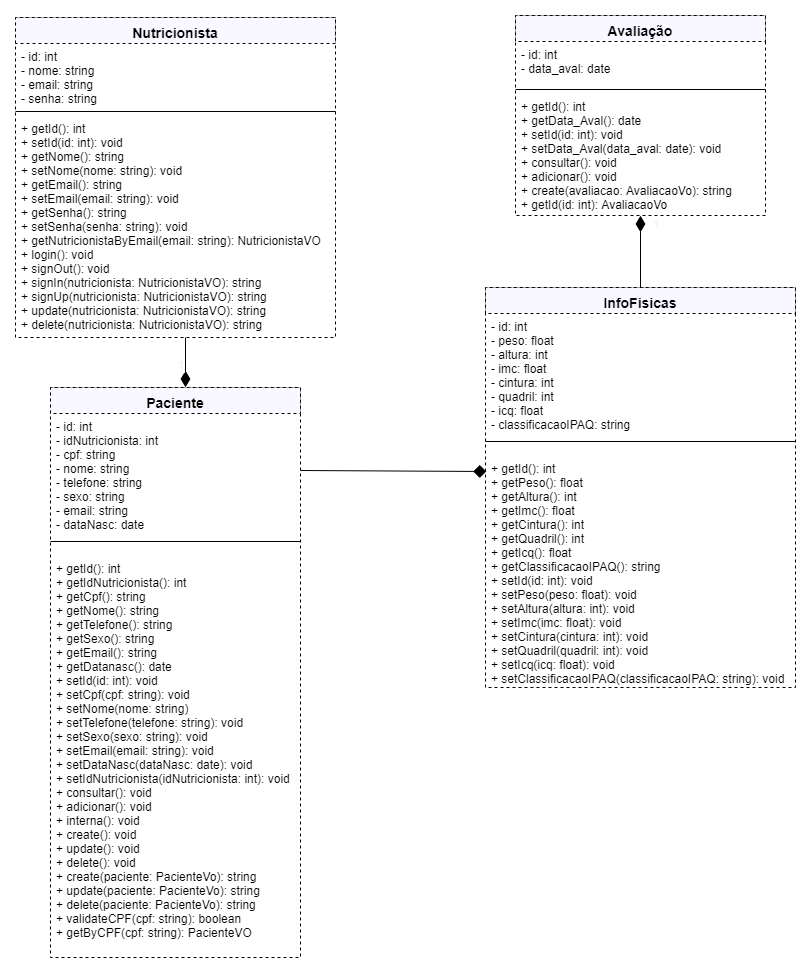 Nutricionista
- id: int
- nome: string
- email: string
- senha: string
+ getId(): int
+ setId(id: int): void
+ getNome(): string
+ setNome(nome: string): void
+ getEmail(): string
+ setEmail(email: string): void
+ getSenha(): string
+ setSenha(senha: string): void
+ getNutricionistaByEmail(email: string): NutricionistaVO
+ login(): void
+ signOut(): void
+ signIn(nutricionista: NutricionistaVO): string
+ signUp(nutricionista: NutricionistaVO): string
+ update(nutricionista: NutricionistaVO): string
+ delete(nutricionista: NutricionistaVO): string
Avaliação
- id: int
- data_aval: date
+ getId(): int
+ getData_Aval(): date
+ setId(id: int): void
+ setData_Aval(data_aval: date): void
+ consultar(): void
+ adicionar(): void
+ create(avaliacao: AvaliacaoVo): string
+ getId(id: int): AvaliacaoVo
Paciente
- id: int
- idNutricionista: int
- cpf: string
- nome: string
- telefone: string
- sexo: string
- email: string
- dataNasc: date
+ getId(): int
+ getIdNutricionista(): int
+ getCpf(): string
+ getNome(): string
+ getTelefone(): string
+ getSexo(): string
+ getEmail(): string
+ getDatanasc(): date
+ setId(id: int): void
+ setCpf(cpf: string): void
+ setNome(nome: string)
+ setTelefone(telefone: string): void
+ setSexo(sexo: string): void
+ setEmail(email: string): void
+ setDataNasc(dataNasc: date): void
+ setIdNutricionista(idNutricionista: int): void
+ consultar(): void
+ adicionar(): void
+ interna(): void
+ create(): void
+ update(): void
+ delete(): void
+ create(paciente: PacienteVo): string
+ update(paciente: PacienteVo): string
+ delete(paciente: PacienteVo): string
+ validateCPF(cpf: string): boolean
+ getByCPF(cpf: string): PacienteVO
InfoFisicas
- id: int
- peso: float
- altura: int
- imc: float
- cintura: int
- quadril: int
- icq: float
- classificacaoIPAQ: string
+ getId(): int
+ getPeso(): float
+ getAltura(): int
+ getImc(): float
+ getCintura(): int
+ getQuadril(): int
+ getIcq(): float
+ getClassificacaoIPAQ(): string
+ setId(id: int): void
+ setPeso(peso: float): void
+ setAltura(altura: int): void
+ setImc(imc: float): void
+ setCintura(cintura: int): void
+ setQuadril(quadril: int): void
+ setIcq(icq: float): void
+ setClassificacaoIPAQ(classificacaoIPAQ: string): void